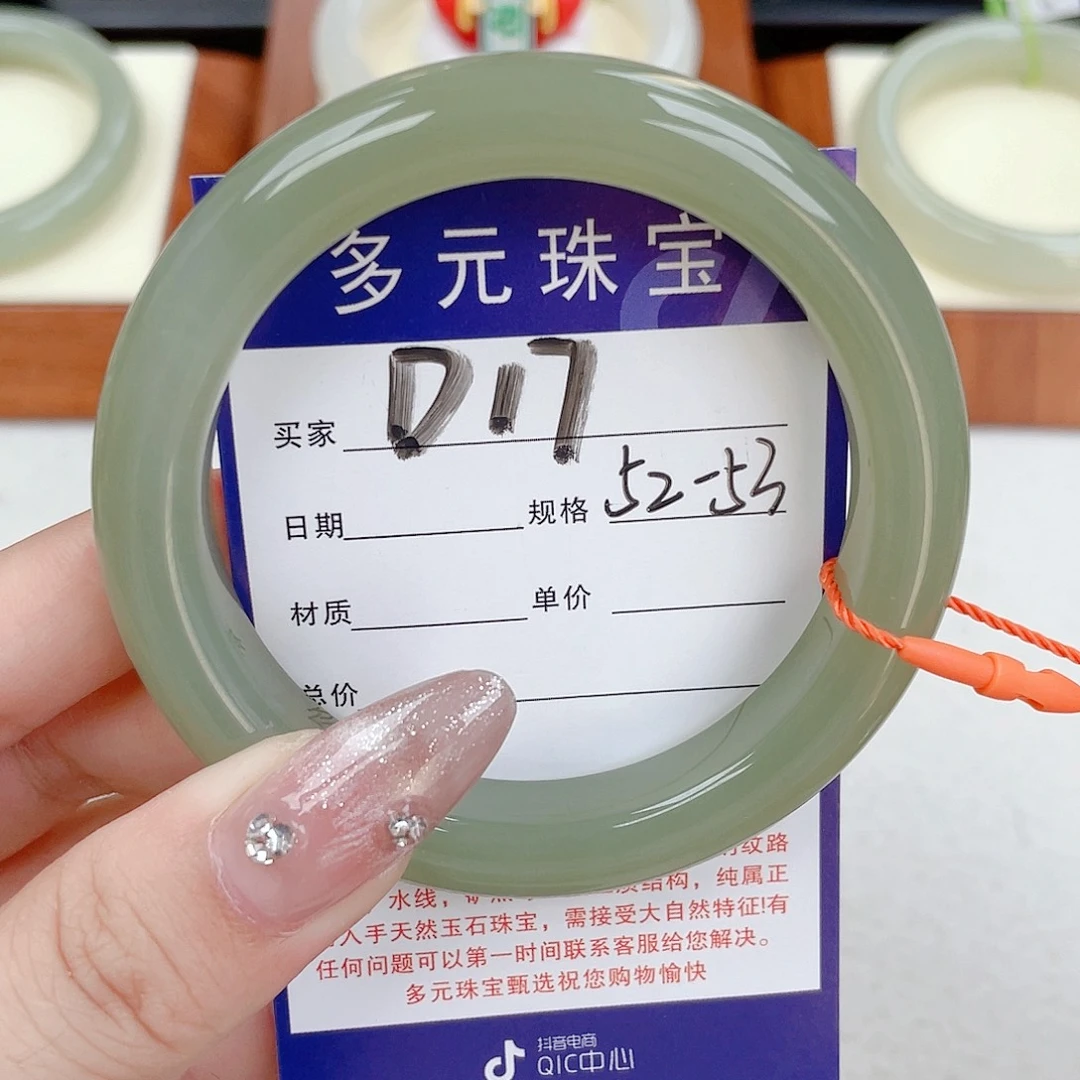 多元珠宝
买家 D17
日期 规格 52-53
材质 单价
总价
纹路
水线, 质结构，纯属正
人手天然玉石珠宝，需接受大自然特征!有
任何问题可以第一时间联系客服给您解决。
多元珠宝甄选祝您购物愉快
抖音电商
QIC中心